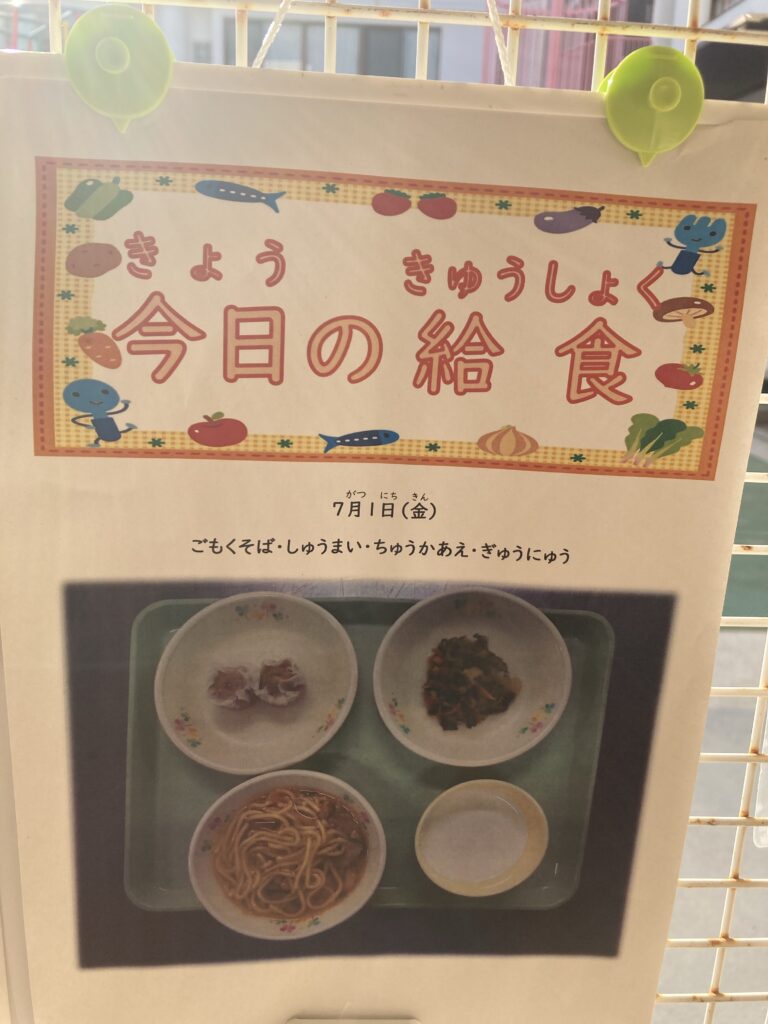 きょう きゅうしょく
今日の給食
がつ にち きん
7月1日(金)
ごもくそば・しゅうまい・ちゅうかあえ・ぎゅうにゅう